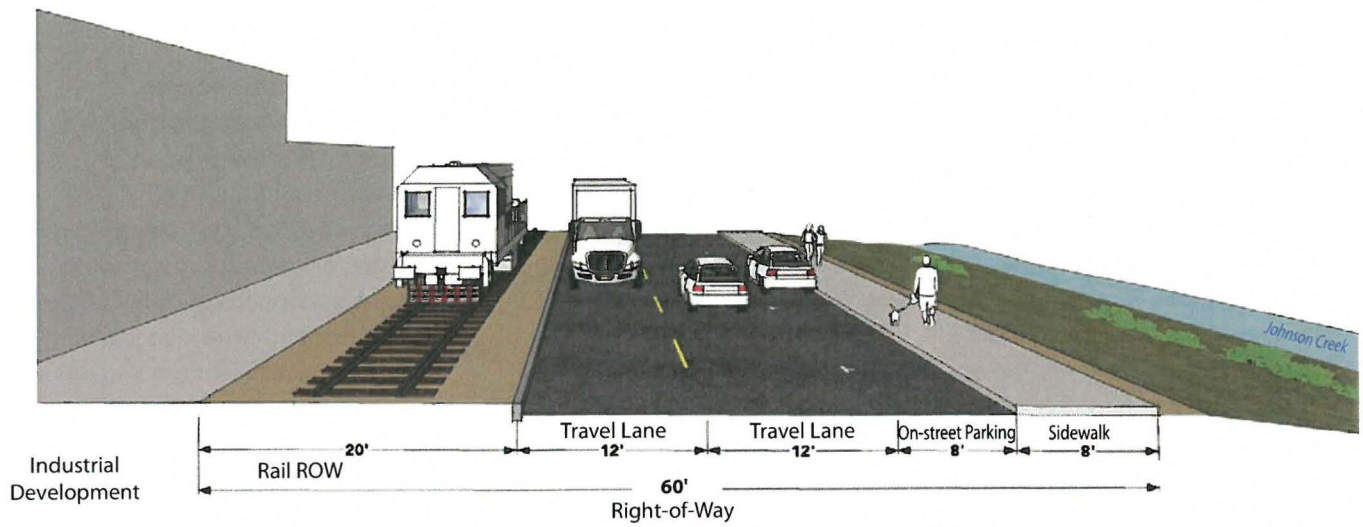 Johnson Creek
Travel Lane
Travel Lane
On-street Parking
Sidewalk
20'
12'
12'
8'
8'
Industrial
Development
Rail ROW
60'
Right-of-Way